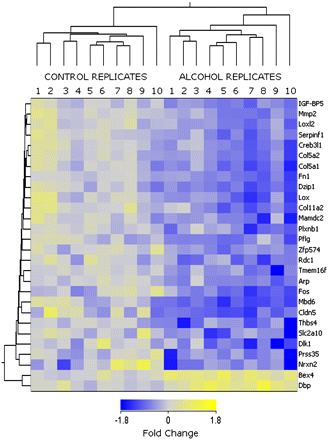 CONTROL REPLICATES ALCOHOL REPLICATES
1 2 3 4 5 6 7 8 9 10 1 2 3 4 5 6 7 8 9 10
IGF-BP5
Mmp2
Loxl2
Serpinf1
Creb3l1
Col5a2
Col5a1
Fn1
Dzip1
Lox
Col11a2
Mamdc2
Plxnb1
Pflg
Zfp574
Rdc1
Tmem16f
Arp
Fos
Mbd6
Cldn5
Thbs4
Slc2a10
Dlk1
Prss35
Nrxn2
Bex4
Dbp
-1.8 0 1.8
Fold Change